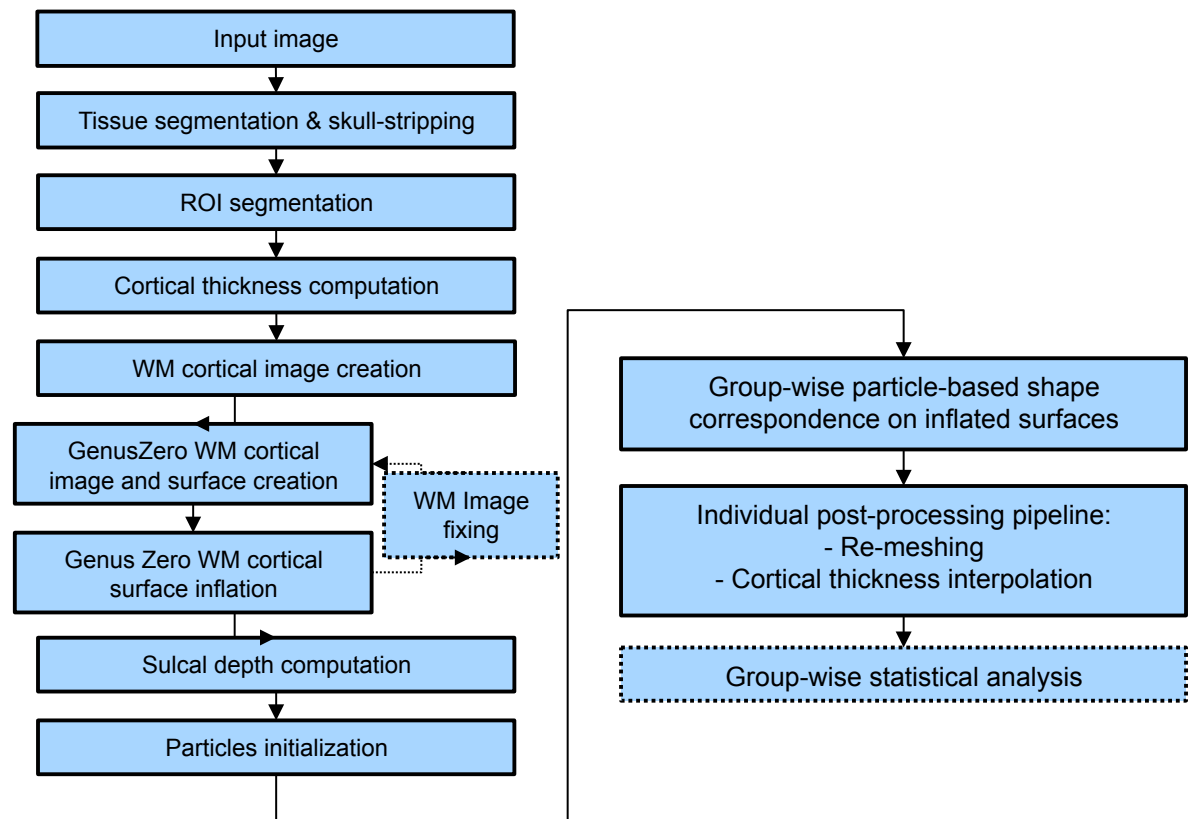 Input image
Tissue segmentation & skull-stripping
ROI segmentation
Cortical thickness computation
WM cortical image creation
GenusZero WM cortical
image and surface creation
WM Image
fixing
Genus Zero WM cortical
surface inflation
Sulcal depth computation
Particles initialization
Group-wise particle-based shape
correspondence on inflated surfaces
Individual post-processing pipeline:
- Re-meshing
- Cortical thickness interpolation
Group-wise statistical analysis